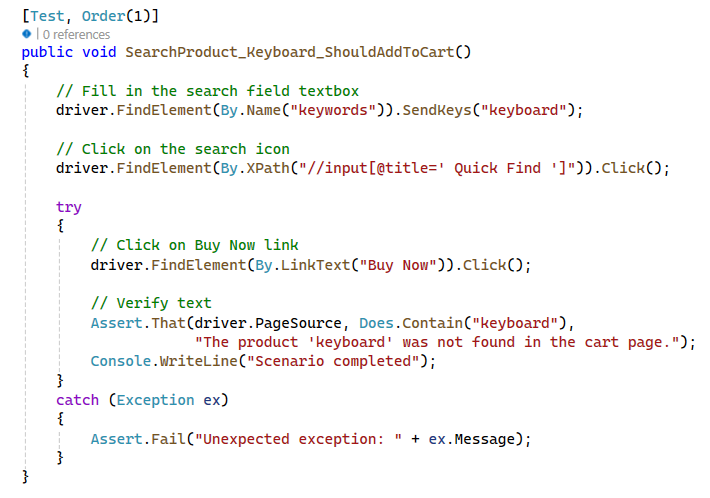 [Test, Order(1)]
| 0 references
public void SearchProduct_Keyboard_ShouldAddToCart()
{
    // Fill in the search field textbox
    driver.FindElement(By.Name("keywords")).SendKeys("keyboard");

    // Click on the search icon
    driver.FindElement(By.XPath("//input[@title=' Quick Find ']")).Click();

    try
    {
        // Click on Buy Now link
        driver.FindElement(By.LinkText("Buy Now")).Click();

        // Verify text
        Assert.That(driver.PageSource, Does.Contain("keyboard"),
                    "The product 'keyboard' was not found in the cart page.");
        Console.WriteLine("Scenario completed");
    }
    catch (Exception ex)
    {
        Assert.Fail("Unexpected exception: " + ex.Message);
    }
}